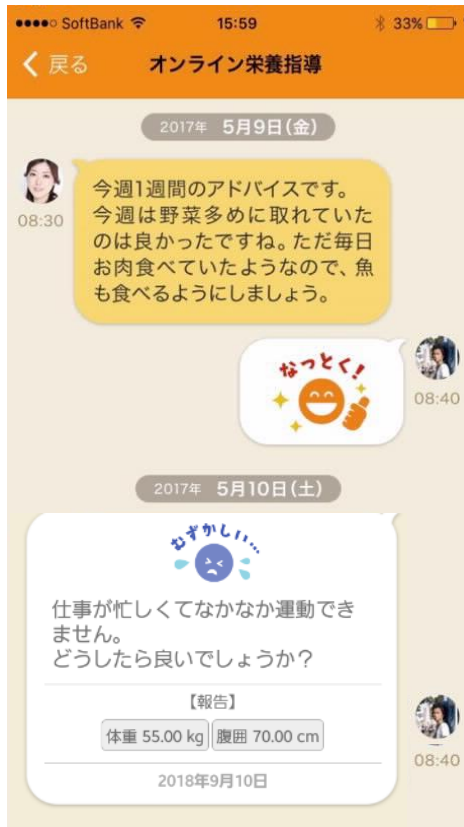 SoftBank 15:59 33%
戻る オンライン栄養指導
2017年 5月9日(金)
今週1週間のアドバイスです。
今週は野菜多めに取れていた
のは良かったですね。ただ毎日
お肉食べていたようなので、魚
も食べるようにしましょう。
08:30
なっとく!
08:40
2017年 5月10日(土)
むずかしい…
仕事が忙しくてなかなか運動でき
ません。
どうしたら良いでしょうか？
【報告】
体重 55.00 kg 腹囲 70.00 cm
2018年9月10日
08:40